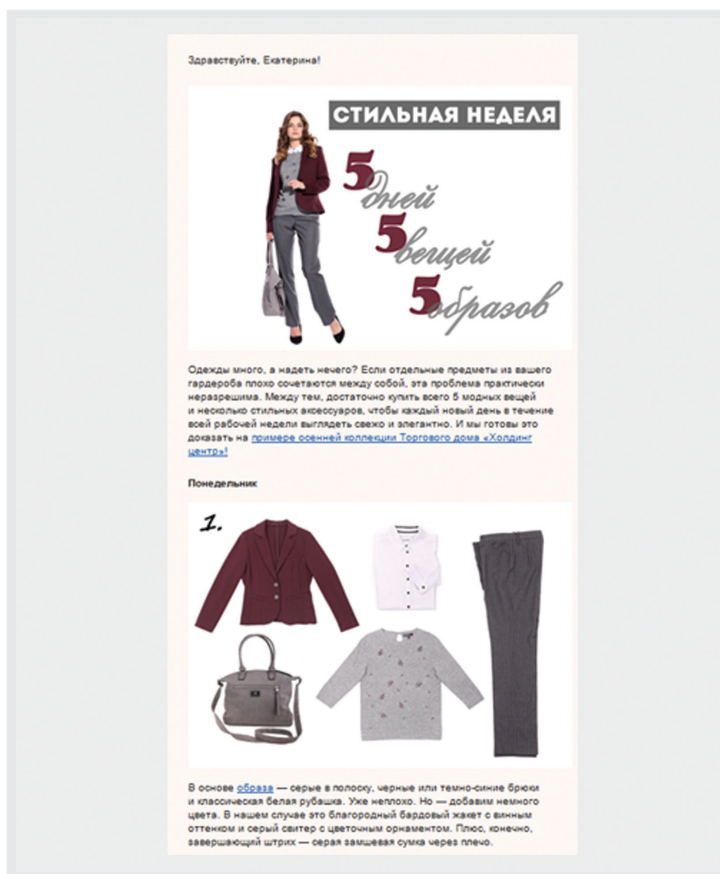 Здравствуйте, Екатерина!
СТИЛЬНАЯ НЕДЕЛЯ
5 дней
5 вещей
5 образов
Одежды много, а надеть нечего? Если отдельные предметы из вашего
гардероба плохо сочетаются между собой, эта проблема практически
неразрешима. Между тем, достаточно купить всего 5 модных вещей
и несколько стильных аксессуаров, чтобы каждый новый день в течение
всей рабочей недели выглядеть свежо и элегантно. И мы готовы это
доказать на примере осенней коллекции Торгового дома «Холдинг
центр»!
Понедельник
1.
В основе образа — серые в полоску, черные или темно-синие брюки
и классическая белая рубашка. Уже неплохо. Но — добавим немного
цвета. В нашем случае это благородный бардовый жакет с винным
оттенком и серый свитер с цветочным орнаментом. Плюс, конечно,
завершающий штрих — серая замшевая сумка через плечо.